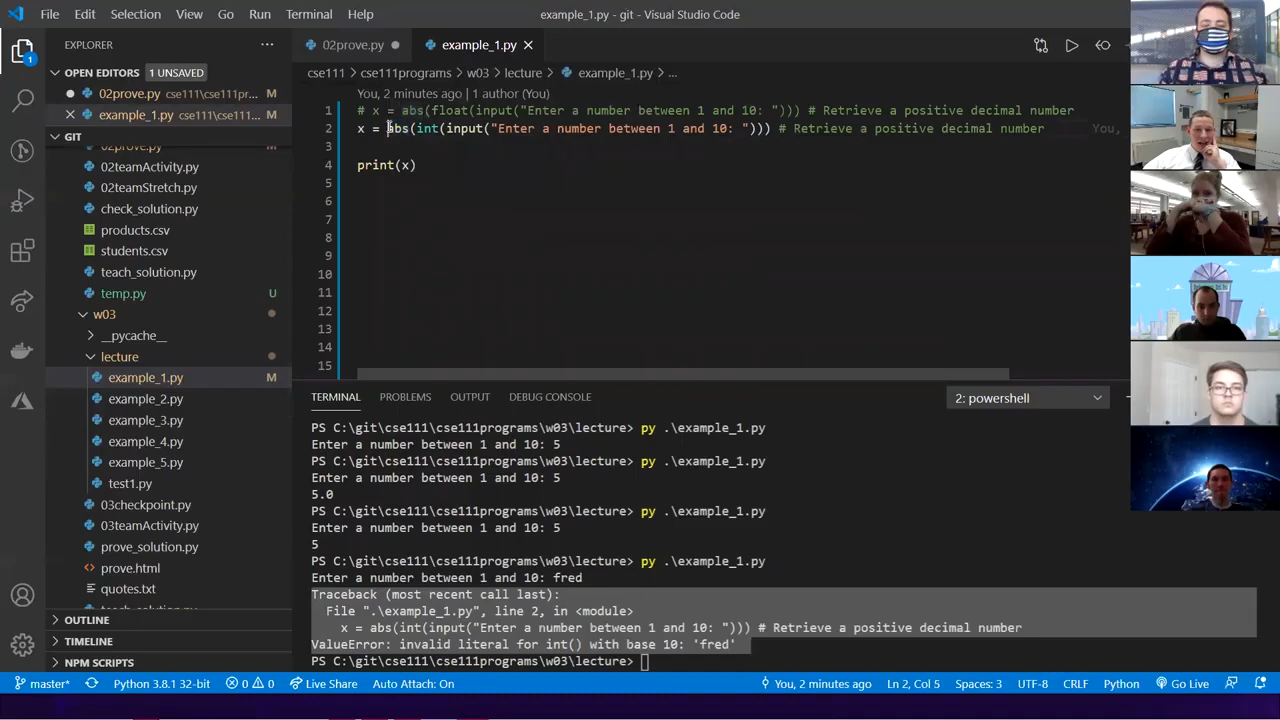 File Edit Selection View Go Run Terminal Help
example_1.py - git - Visual Studio Code
EXPLORER
02prove.py
example_1.py
OPEN EDITORS 1 UNSAVED
02prove.py cse111\cse111pro... M
example_1.py cse111\cse111... M
GIT
02prove.py
02teamActivity.py
02teamStretch.py
check_solution.py
products.csv
students.csv
teach_solution.py
temp.py U
w03
__pycache__
lecture
example_1.py M
example_2.py
example_3.py
example_4.py
example_5.py
test1.py
03checkpoint.py
03teamActivity.py
prove_solution.py
prove.html
quotes.txt
teach_solution.py
OUTLINE
TIMELINE
NPM SCRIPTS
1
cse111 > cse111programs > w03 > lecture > example_1.py > ...
You, 2 minutes ago | 1 author (You)
1 # x = abs(float(input("Enter a number between 1 and 10: "))) # Retrieve a positive decimal number
2 x = abs(int(input("Enter a number between 1 and 10: "))) # Retrieve a positive decimal number You,
3
4 print(x)
5
6
7
8
9
10
11
12
13
14
15
TERMINAL PROBLEMS OUTPUT DEBUG CONSOLE
2: powershell
PS C:\git\cse111\cse111programs\w03\lecture> py .\example_1.py
Enter a number between 1 and 10: 5
PS C:\git\cse111\cse111programs\w03\lecture> py .\example_1.py
Enter a number between 1 and 10: 5
5.0
PS C:\git\cse111\cse111programs\w03\lecture> py .\example_1.py
Enter a number between 1 and 10: 5
5
PS C:\git\cse111\cse111programs\w03\lecture> py .\example_1.py
Enter a number between 1 and 10: fred
Traceback (most recent call last):
File ".\example_1.py", line 2, in <module>
x = abs(int(input("Enter a number between 1 and 10: "))) # Retrieve a positive decimal number
ValueError: invalid literal for int() with base 10: 'fred'
PS C:\git\cse111\cse111programs\w03\lecture>
master* Python 3.8.1 32-bit 0 0 Live Share Auto Attach: On
You, 2 minutes ago Ln 2, Col 5 Spaces: 3 UTF-8 CRLF Python Go Live